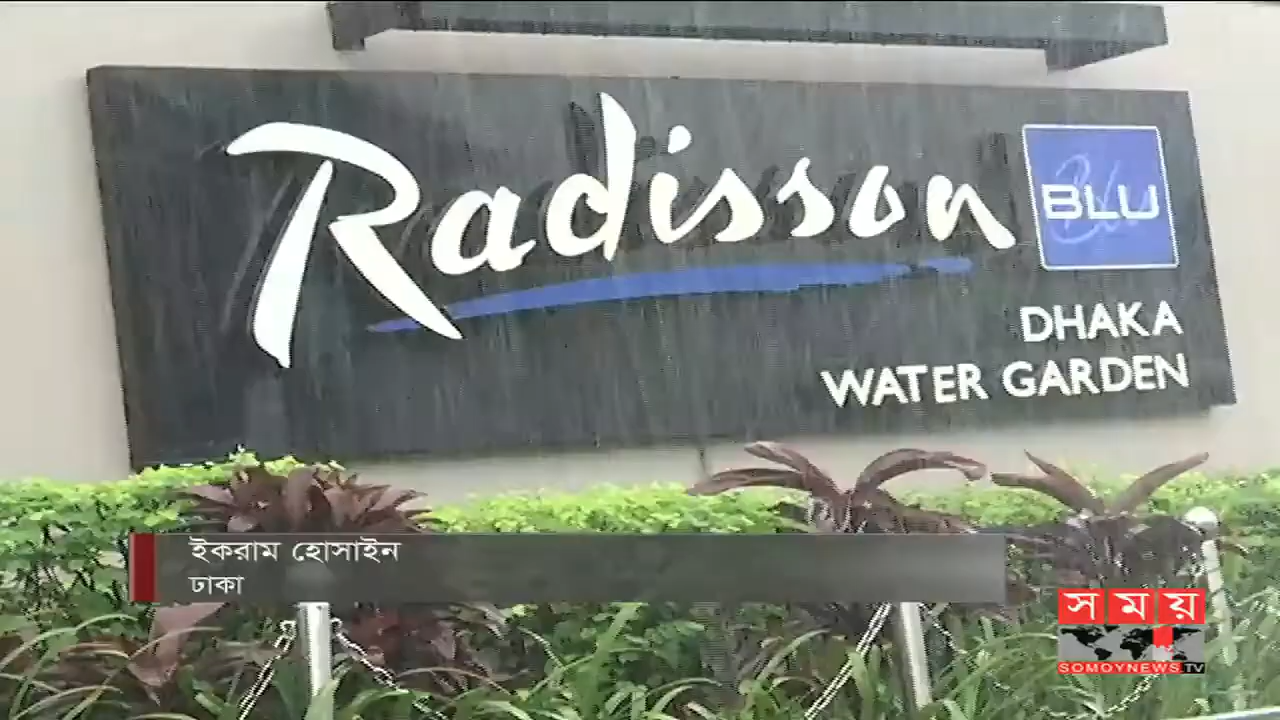 Radisson
BLU
DHAKA
WATER GARDEN
ইকরাম হোসাইন
ঢাকা
সময়
SOMOYNEWS.TV